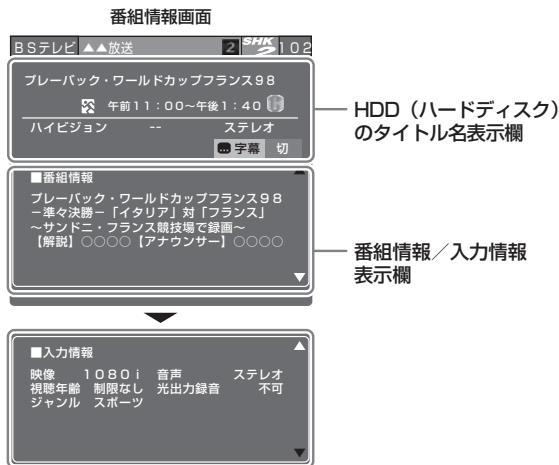 番組情報画面
BSテレビ ▲▲放送 2 SHK 2 102
プレーバック・ワールドカップフランス98
午前11:00~午後1:40
ハイビジョン -- ステレオ
字幕 切
HDD(ハードディスク)
のタイトル名表示欄
■番組情報
プレーバック・ワールドカップフランス98
-準々決勝-「イタリア」対「フランス」
~サンドニ・フランス競技場で録画~
【解説】○○○○【アナウンサー】○○○○
番組情報/入力情報
表示欄
■入力情報
映像 1080i 音声 ステレオ
視聴年齢 制限なし 光出力録音 不可
ジャンル スポーツ